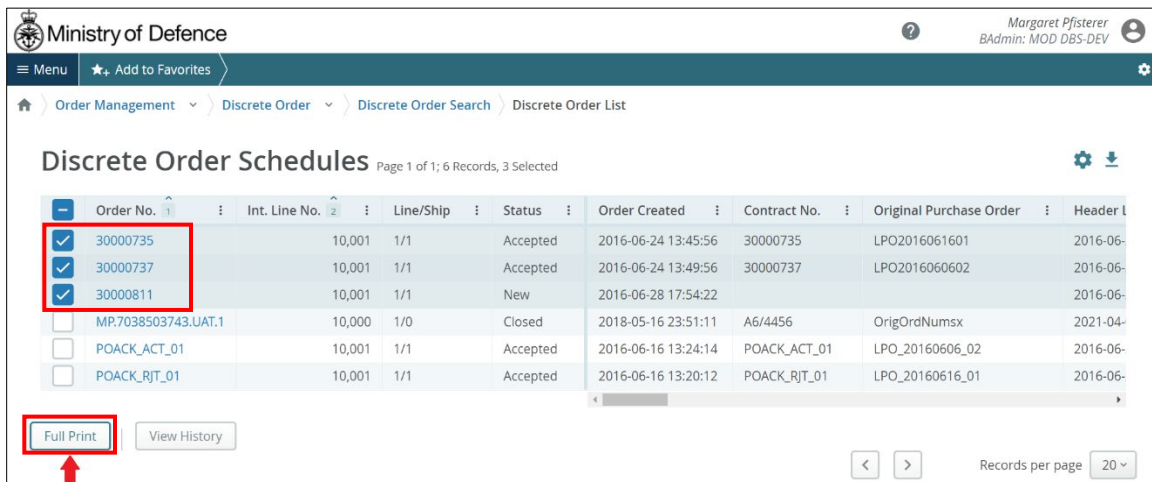 Ministry of Defence
Margaret Pfisterer
BAdmin: MOD DBS-DEV
Menu Add to Favorites
Order Management Discrete Order Discrete Order Search Discrete Order List
Discrete Order Schedules Page 1 of 1; 6 Records, 3 Selected
Order No. 1 Int. Line No. 2 Line/Ship Status Order Created Contract No. Original Purchase Order Header L
30000735 10,001 1/1 Accepted 2016-06-24 13:45:56 30000735 LPO2016061601 2016-06-
30000737 10,001 1/1 Accepted 2016-06-24 13:49:56 30000737 LPO2016060602 2016-06-
30000811 10,001 1/1 New 2016-06-28 17:54:22 2016-06-
MP.7038503743.UAT.1 10,000 1/0 Closed 2018-05-16 23:51:11 A6/4456 OrigOrdNumsx 2021-04-
POACK_ACT_01 10,001 1/1 Accepted 2016-06-16 13:24:14 POACK_ACT_01 LPO_20160606_02 2016-06-
POACK_RJT_01 10,001 1/1 Accepted 2016-06-16 13:20:12 POACK_RJT_01 LPO_20160616_01 2016-06-
Full Print View History
Records per page 20